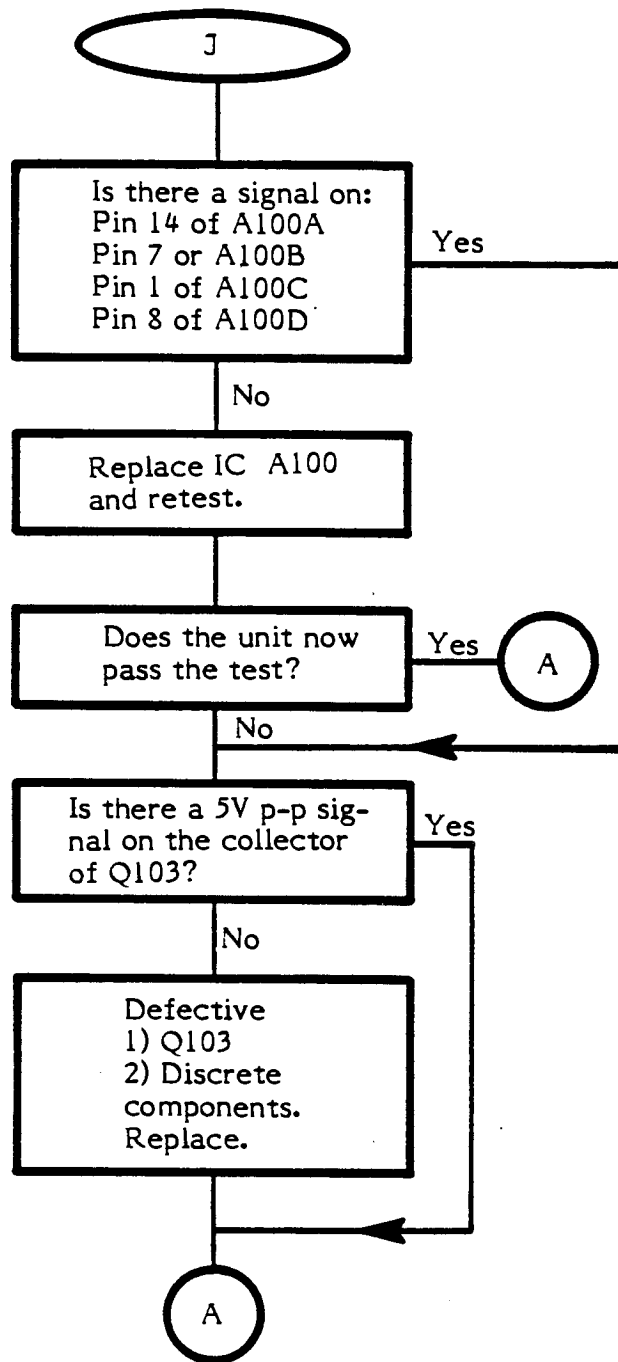 J
Is there a signal on:
Pin 14 of A100A
Pin 7 or A100B
Pin 1 of A100C
Pin 8 of A100D
Yes
No
Replace IC A100
and retest.
Does the unit now
pass the test?
Yes
A
No
Is there a 5V p-p sig-
nal on the collector
of Q103?
Yes
No
Defective
1) Q103
2) Discrete
components.
Replace.
A